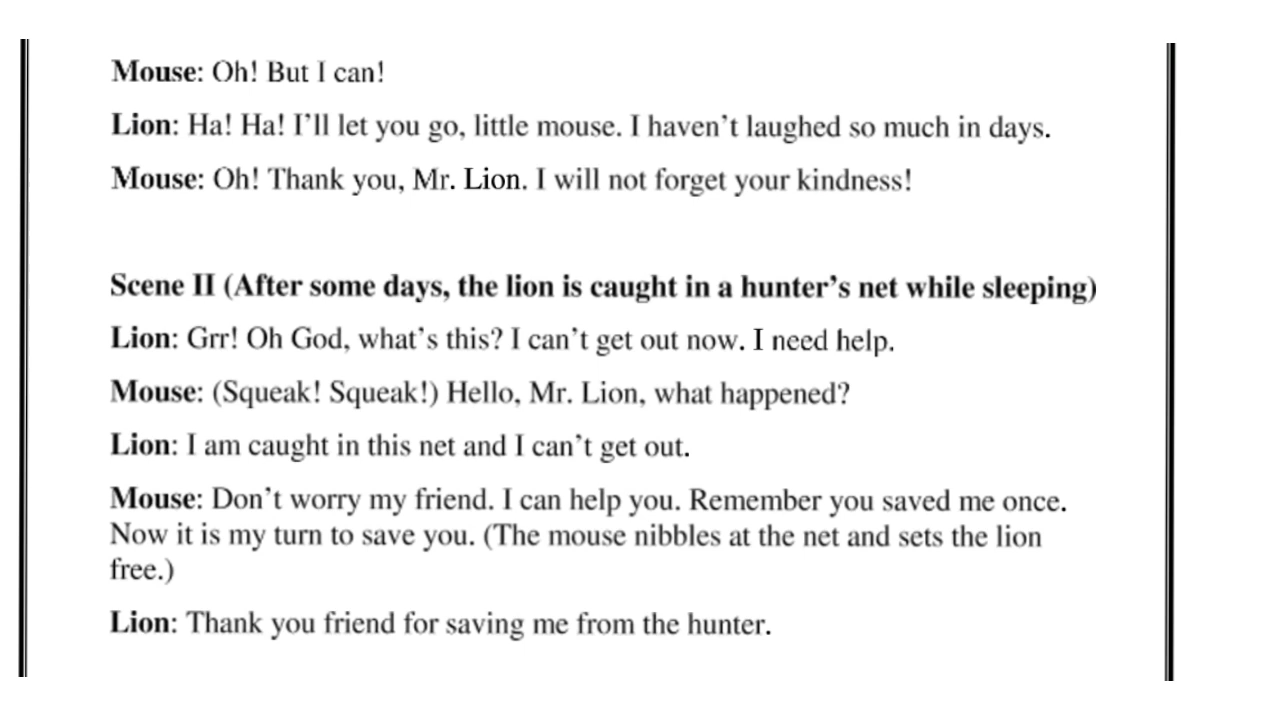 Mouse: Oh! But I can!
Lion: Ha! Ha! I’ll let you go, little mouse. I haven’t laughed so much in days.
Mouse: Oh! Thank you, Mr. Lion. I will not forget your kindness!
Scene II (After some days, the lion is caught in a hunter’s net while sleeping)
Lion: Grr! Oh God, what’s this? I can’t get out now. I need help.
Mouse: (Squeak! Squeak!) Hello, Mr. Lion, what happened?
Lion: I am caught in this net and I can’t get out.
Mouse: Don’t worry my friend. I can help you. Remember you saved me once.
Now it is my turn to save you. (The mouse nibbles at the net and sets the lion
free.)
Lion: Thank you friend for saving me from the hunter.